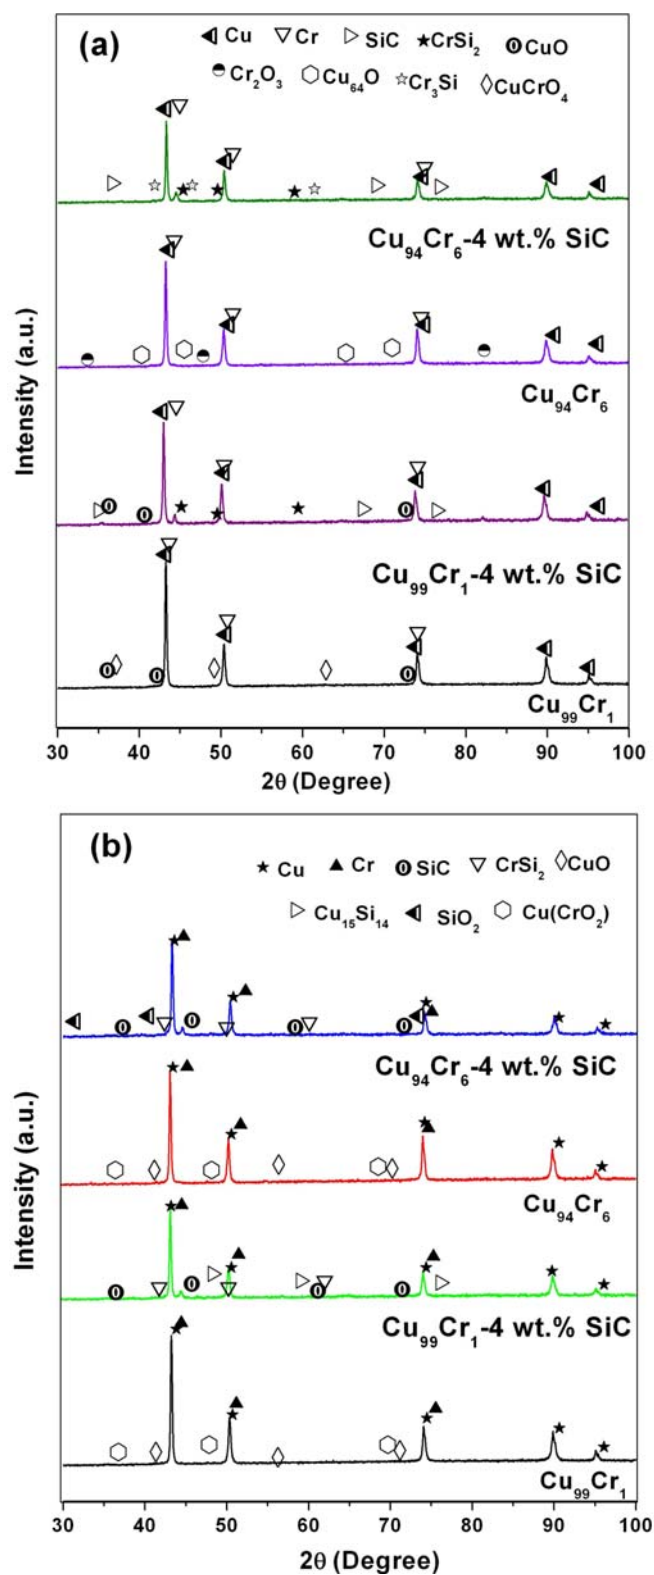 (a)
Cu Cr SiC CrSi2 CuO
Cr2O3 Cu64O Cr3Si CuCrO4
Cu94Cr6-4 wt.% SiC
Cu94Cr6
Cu99Cr1-4 wt.% SiC
Cu99Cr1
Intensity (a.u.)
30 40 50 60 70 80 90 100
2θ (Degree)
(b)
Cu Cr SiC CrSi2 CuO
Cu15Si14 SiO2 Cu(CrO2)
Cu94Cr6-4 wt.% SiC
Cu94Cr6
Cu99Cr1-4 wt.% SiC
Cu99Cr1
Intensity (a.u.)
30 40 50 60 70 80 90 100
2θ (Degree)